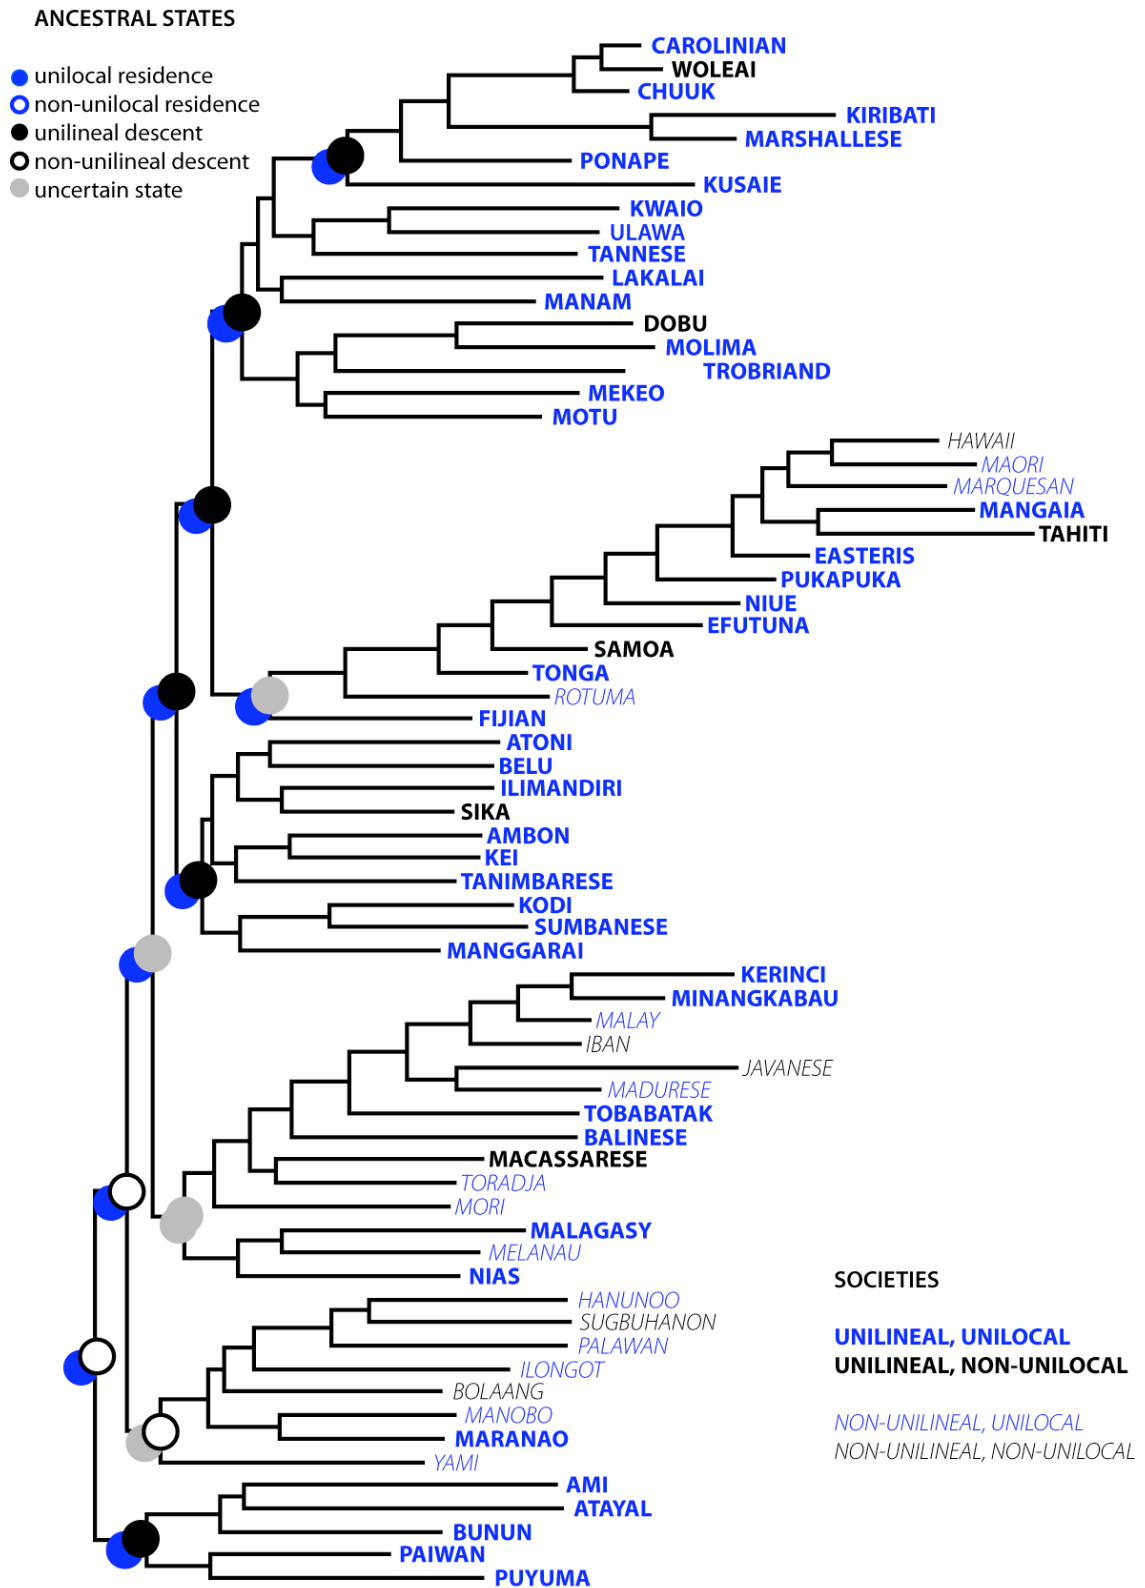 ANCESTRAL STATES
unilocal residence
non-unilocal residence
unilineal descent
non-unilineal descent
uncertain state
CAROLINIAN
WOLEAI
CHUUK
KIRIBATI
MARSHALLESE
PONAPE
KUSAIE
KWAIO
ULAWA
TANNESE
LAKALAI
MANAM
DOBU
MOLIMA
TROBRIAND
MEKEO
MOTU
HAWAII
MAORI
MARQUESAN
MANGAIA
TAHITI
EASTERIS
PUKAPUKA
NIUE
EFUTUNA
SAMOA
TONGA
ROTUMA
FIJIAN
ATONI
BELU
ILIMANDIRI
SIKA
AMBON
KEI
TANIMBARESE
KODI
SUMBANESE
MANGGARAI
KERINCI
MINANGKABAU
MALAY
IBAN
JAVANESE
MADURESE
TOBABATAK
BALINESE
MACASSARESE
TORADJA
MORI
MALAGASY
MELANAU
NIAS
HANUNOO
SUGBUHANON
PALAWAN
ILONGOT
BOLAANG
MANOBO
MARANAO
YAMI
AMI
ATAYAL
BUNUN
PAIWAN
PUYUMA
SOCIETIES
UNILINEAL, UNILOCAL
UNILINEAL, NON-UNILOCAL
NON-UNILINEAL, UNILOCAL
NON-UNILINEAL, NON-UNILOCAL